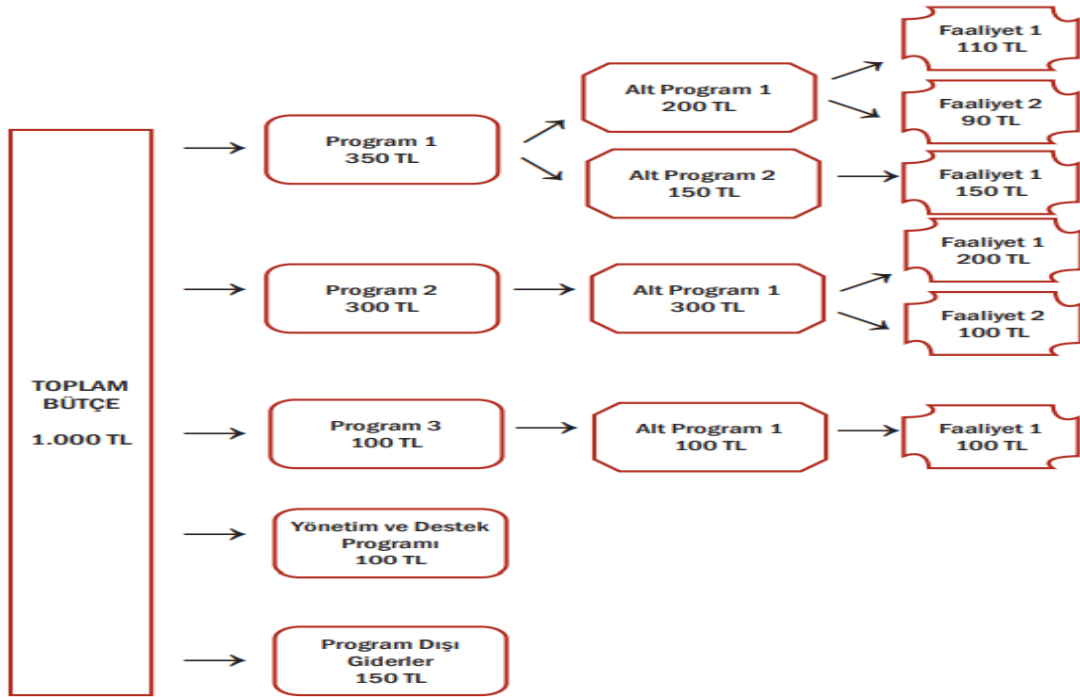 TOPLAM
BÜTÇE
1.000 TL
Program 1
350 TL
Alt Program 1
200 TL
Faaliyet 1
110 TL
Faaliyet 2
90 TL
Alt Program 2
150 TL
Faaliyet 1
150 TL
Program 2
300 TL
Alt Program 1
300 TL
Faaliyet 1
200 TL
Faaliyet 2
100 TL
Program 3
100 TL
Alt Program 1
100 TL
Faaliyet 1
100 TL
Yönetim ve Destek
Programı
100 TL
Program Dışı
Giderler
150 TL